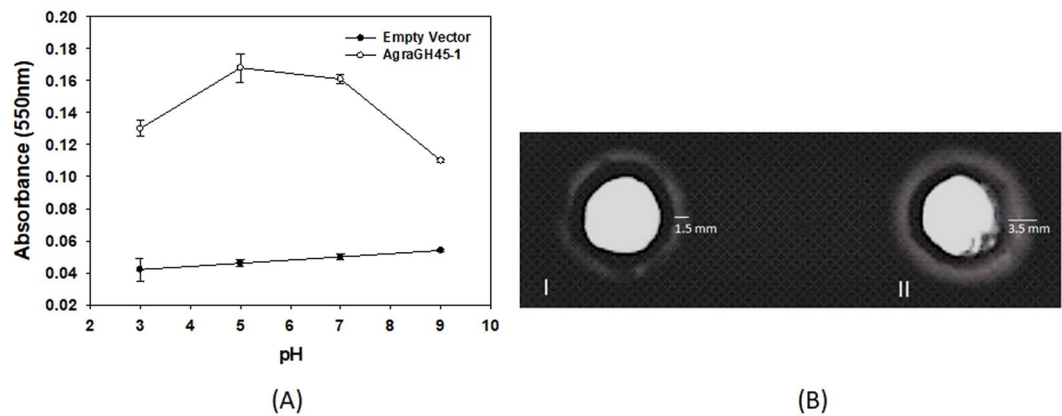 0.20
0.18
0.16
0.14
0.12
0.10
0.08
0.06
0.04
0.02
Absorbance (550nm)
Empty Vector
AgraGH45-1
2 3 4 5 6 7 8 9 10
pH
(A)
1.5 mm
3.5 mm
I
II
(B)